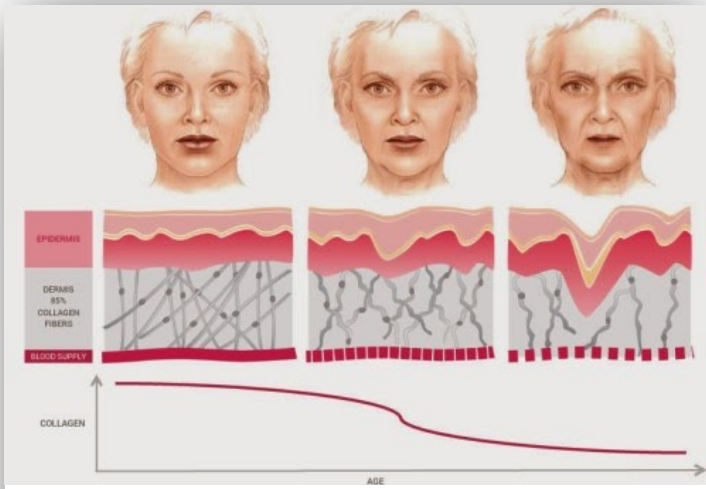 EPIDERMIS
DERMIS
85%
COLLAGEN
FIBERS
BLOOD SUPPLY
COLLAGEN
AGE